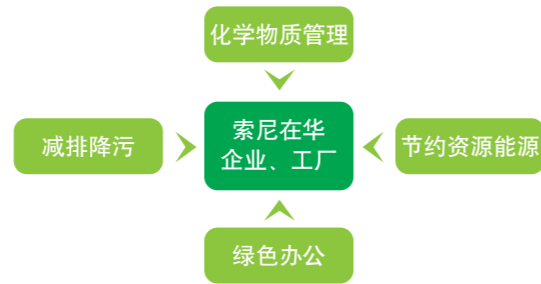 化学物质管理
减排降污
索尼在华
企业、工厂
节约资源能源
绿色办公